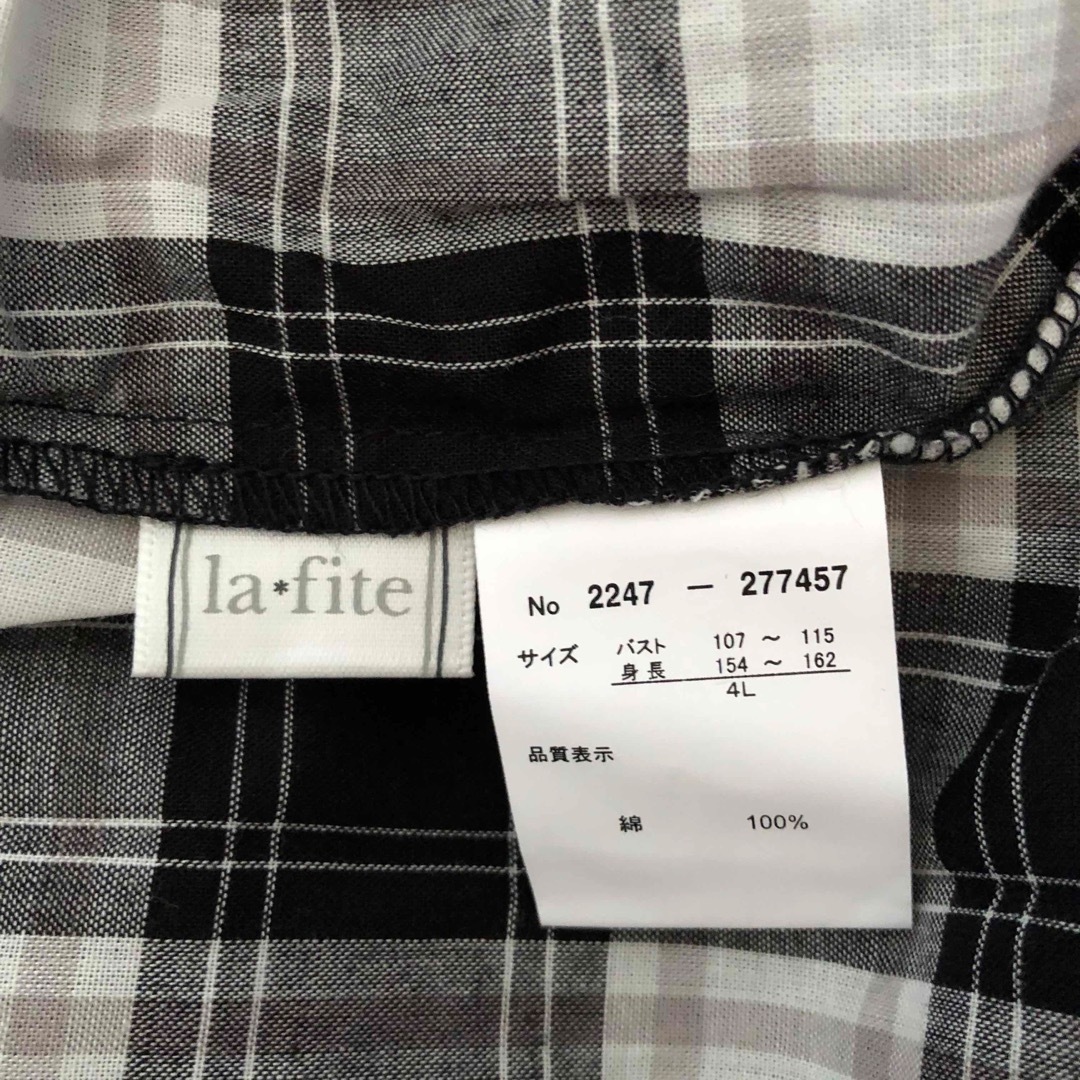 la*fite
No 2247 — 277457
サイズ バスト 107 ～ 115
身長 154 ～ 162
4L
品質表示
綿 100%